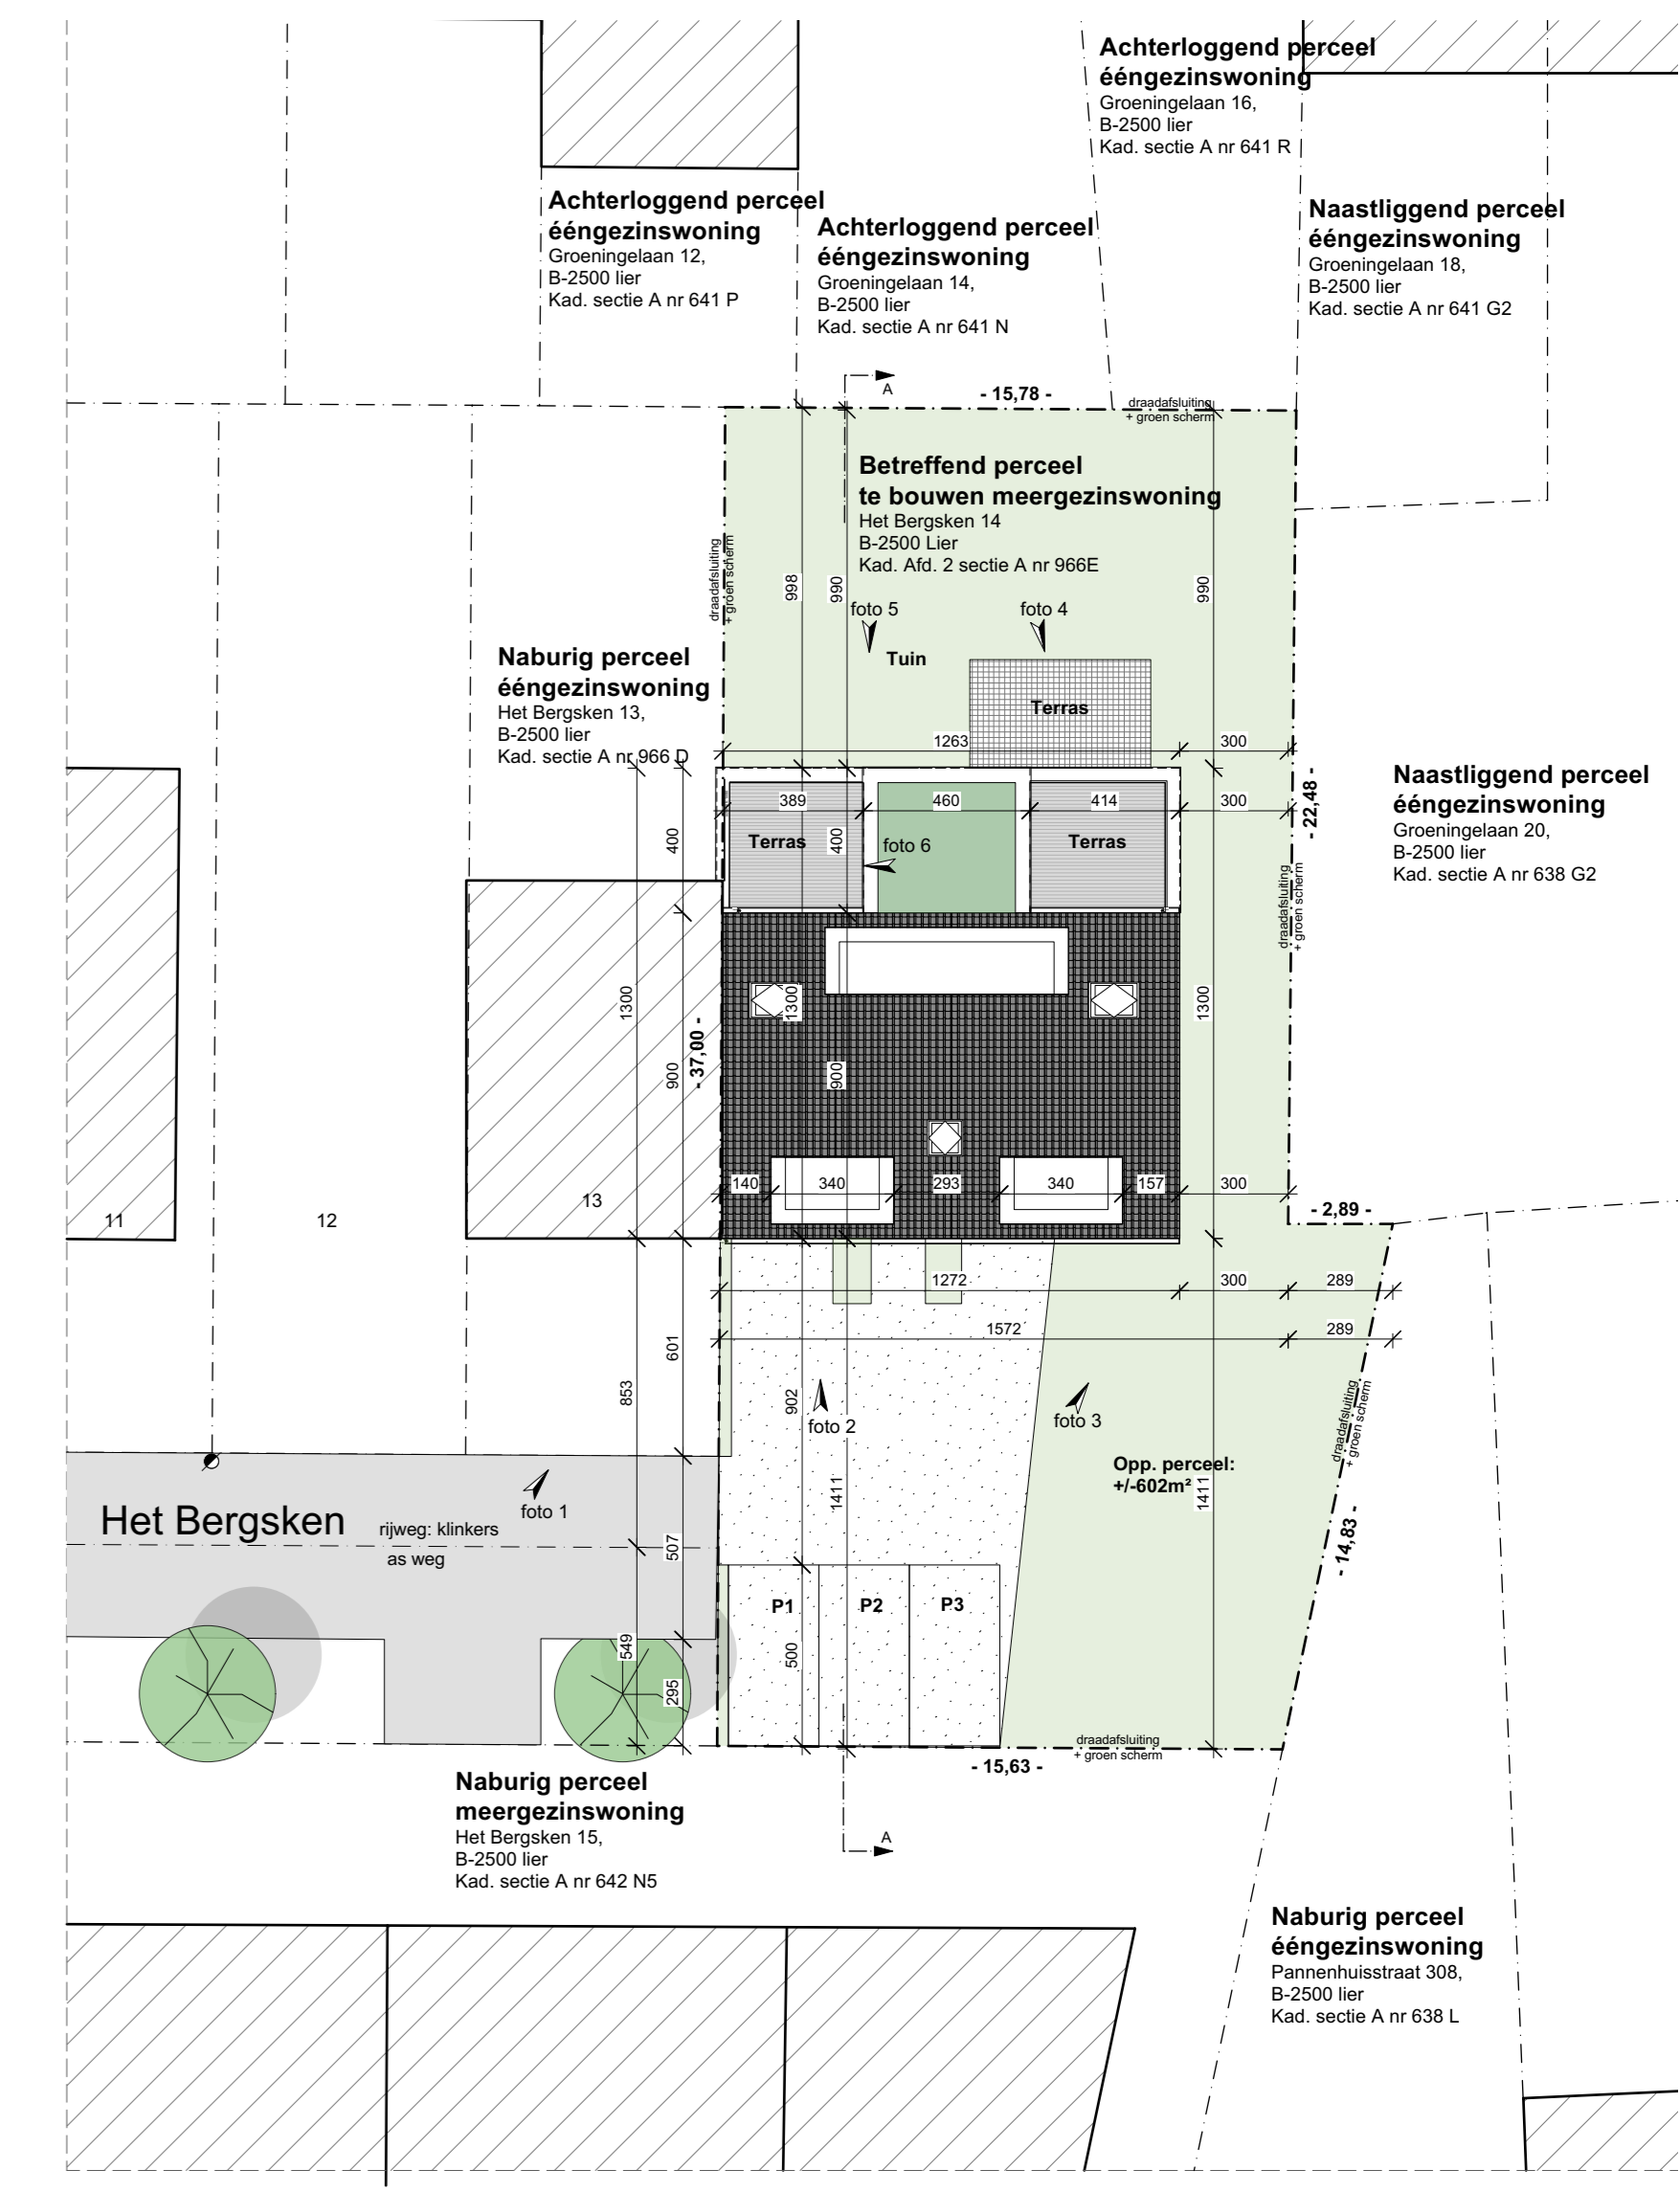 Achterloggend perceel
ééngezinswoning
Groeningelaan 16,
B-2500 lier
Kad. sectie A nr 641 R
Achterloggend perceel
ééngezinswoning
Groeningelaan 12,
B-2500 lier
Kad. sectie A nr 641 P
Achterloggend perceel
ééngezinswoning
Groeningelaan 14,
B-2500 lier
Kad. sectie A nr 641 N
Naastliggend perceel
ééngezinswoning
Groeningelaan 18,
B-2500 lier
Kad. sectie A nr 641 G2
A
- 15,78 -
draadafsluiting
+ groen scherm
Betreffend perceel
te bouwen meergezinswoning
Het Bergsken 14
B-2500 Lier
Kad. Afd. 2 sectie A nr 966E
draadafsluiting
+ groen scherm
998
990
990
foto 5
foto 4
Tuin
Terras
Naburig perceel
ééngezinswoning
Het Bergsken 13,
B-2500 lier
Kad. sectie A nr 966 D
1263
300
389
460
414
300
400
Terras
400
foto 6
Terras
- 22,48 -
Naastliggend perceel
ééngezinswoning
Groeningelaan 20,
B-2500 lier
Kad. sectie A nr 638 G2
draadafsluiting
+ groen scherm
1300
900
- 37,00 -
1300
900
1300
11
12
13
140
340
293
340
157
300
- 2,89 -
1272
300
289
1572
289
601
853
902
foto 2
foto 3
draadafsluiting
+ groen scherm
Opp. perceel:
+/-602m²
1411
1411
- 14,83 -
Het Bergsken
rijweg: klinkers
as weg
foto 1
507
P1
P2
P3
549
500
295
draadafsluiting
+ groen scherm
- 15,63 -
Naburig perceel
meergezinswoning
Het Bergsken 15,
B-2500 lier
Kad. sectie A nr 642 N5
A
Naburig perceel
ééngezinswoning
Pannenhuisstraat 308,
B-2500 lier
Kad. sectie A nr 638 L